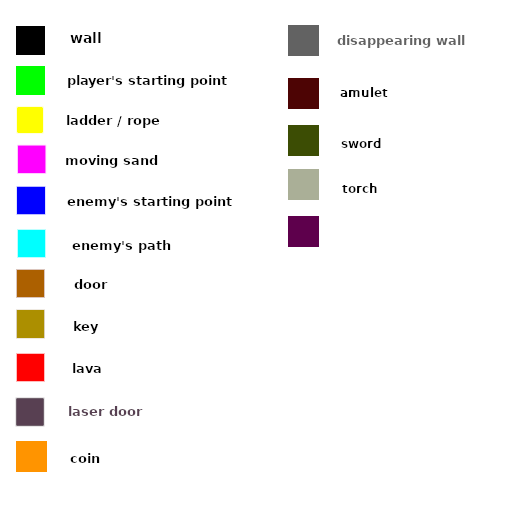 wall
player's starting point
ladder / rope
moving sand
enemy's starting point
enemy's path
door
key
lava
laser door
coin
disappearing wall
amulet
sword
torch